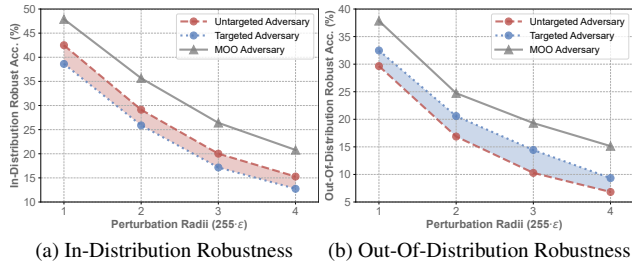 In-Distribution Robust Acc. (%)
50
45
40
35
30
25
20
15
10
Untargeted Adversary
Targeted Adversary
MOO Adversary
1 2 3 4
Perturbation Radii (255·ε)
(a) In-Distribution Robustness
Out-Of-Distribution Robust Acc. (%)
40
35
30
25
20
15
10
5
Untargeted Adversary
Targeted Adversary
MOO Adversary
1 2 3 4
Perturbation Radii (255·ε)
(b) Out-Of-Distribution Robustness